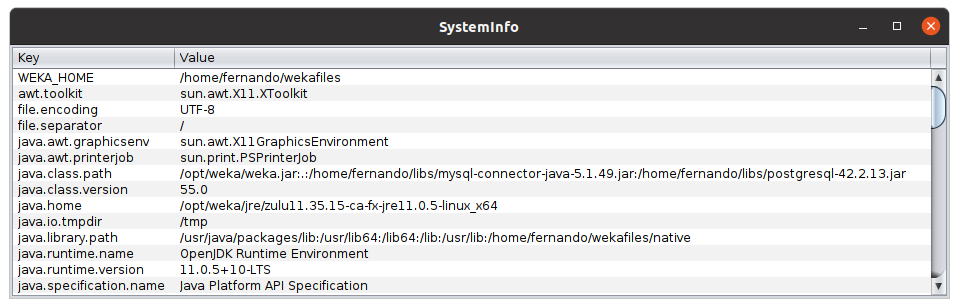 SystemInfo
Key Value
WEKA_HOME /home/fernando/wekafiles
awt.toolkit sun.awt.X11.XToolkit
file.encoding UTF-8
file.separator /
java.awt.graphicsenv sun.awt.X11GraphicsEnvironment
java.awt.printerjob sun.print.PSPrinterJob
java.class.path /opt/weka/weka.jar:.:/home/fernando/libs/mysql-connector-java-5.1.49.jar:/home/fernando/libs/postgresql-42.2.13.jar
java.class.version 55.0
java.home /opt/weka/jre/zulu11.35.15-ca-fx-jre11.0.5-linux_x64
java.io.tmpdir /tmp
java.library.path /usr/java/packages/lib:/usr/lib64:/lib64:/lib:/usr/lib:/home/fernando/wekafiles/native
java.runtime.name OpenJDK Runtime Environment
java.runtime.version 11.0.5+10-LTS
java.specification.name Java Platform API Specification